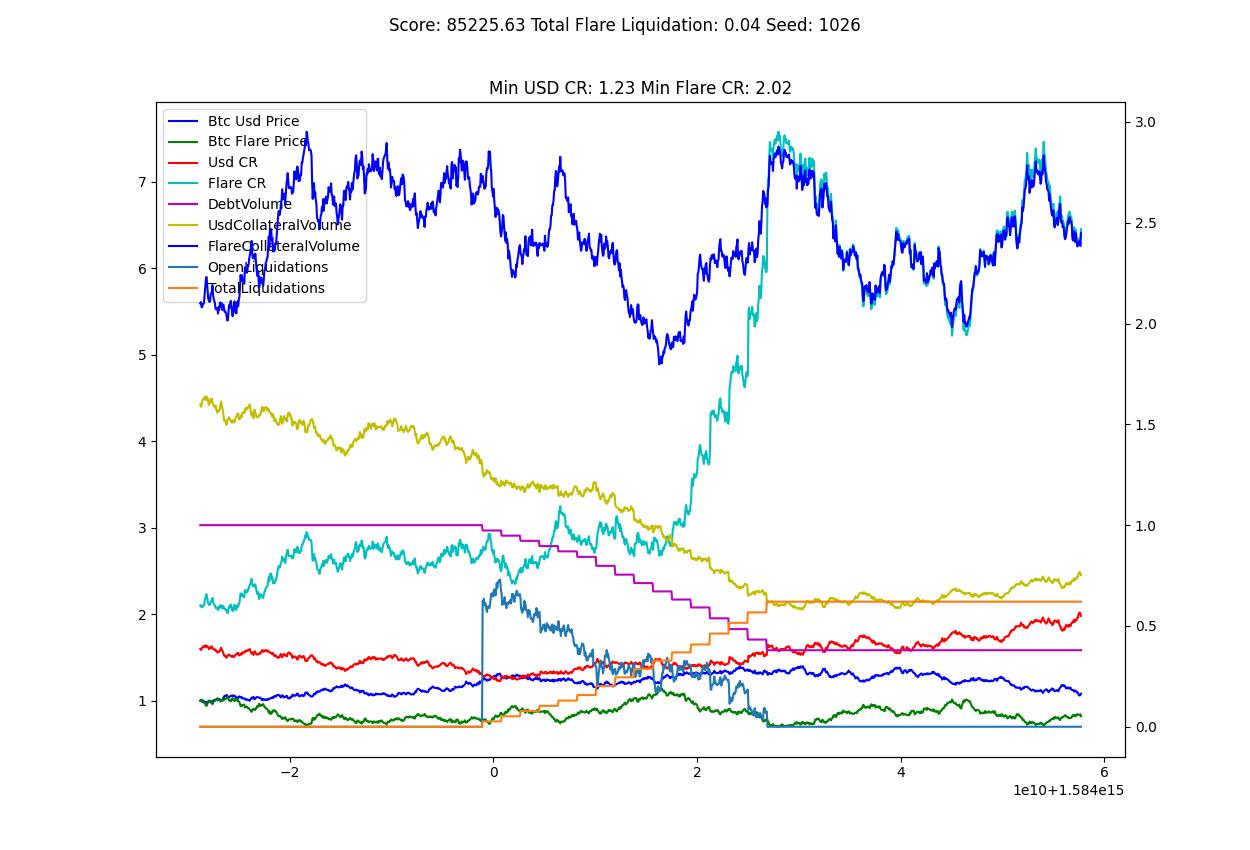 Score: 85225.63 Total Flare Liquidation: 0.04 Seed: 1026
Min USD CR: 1.23 Min Flare CR: 2.02
Btc Usd Price
Btc Flare Price
Usd CR
Flare CR
DebtVolume
UsdCollateralVolume
FlareCollateralVolume
OpenLiquidations
TotalLiquidations
7
6
5
4
3
2
1
3.0
2.5
2.0
1.5
1.0
0.5
0.0
−2
0
2
4
6
1e10+1.584e15